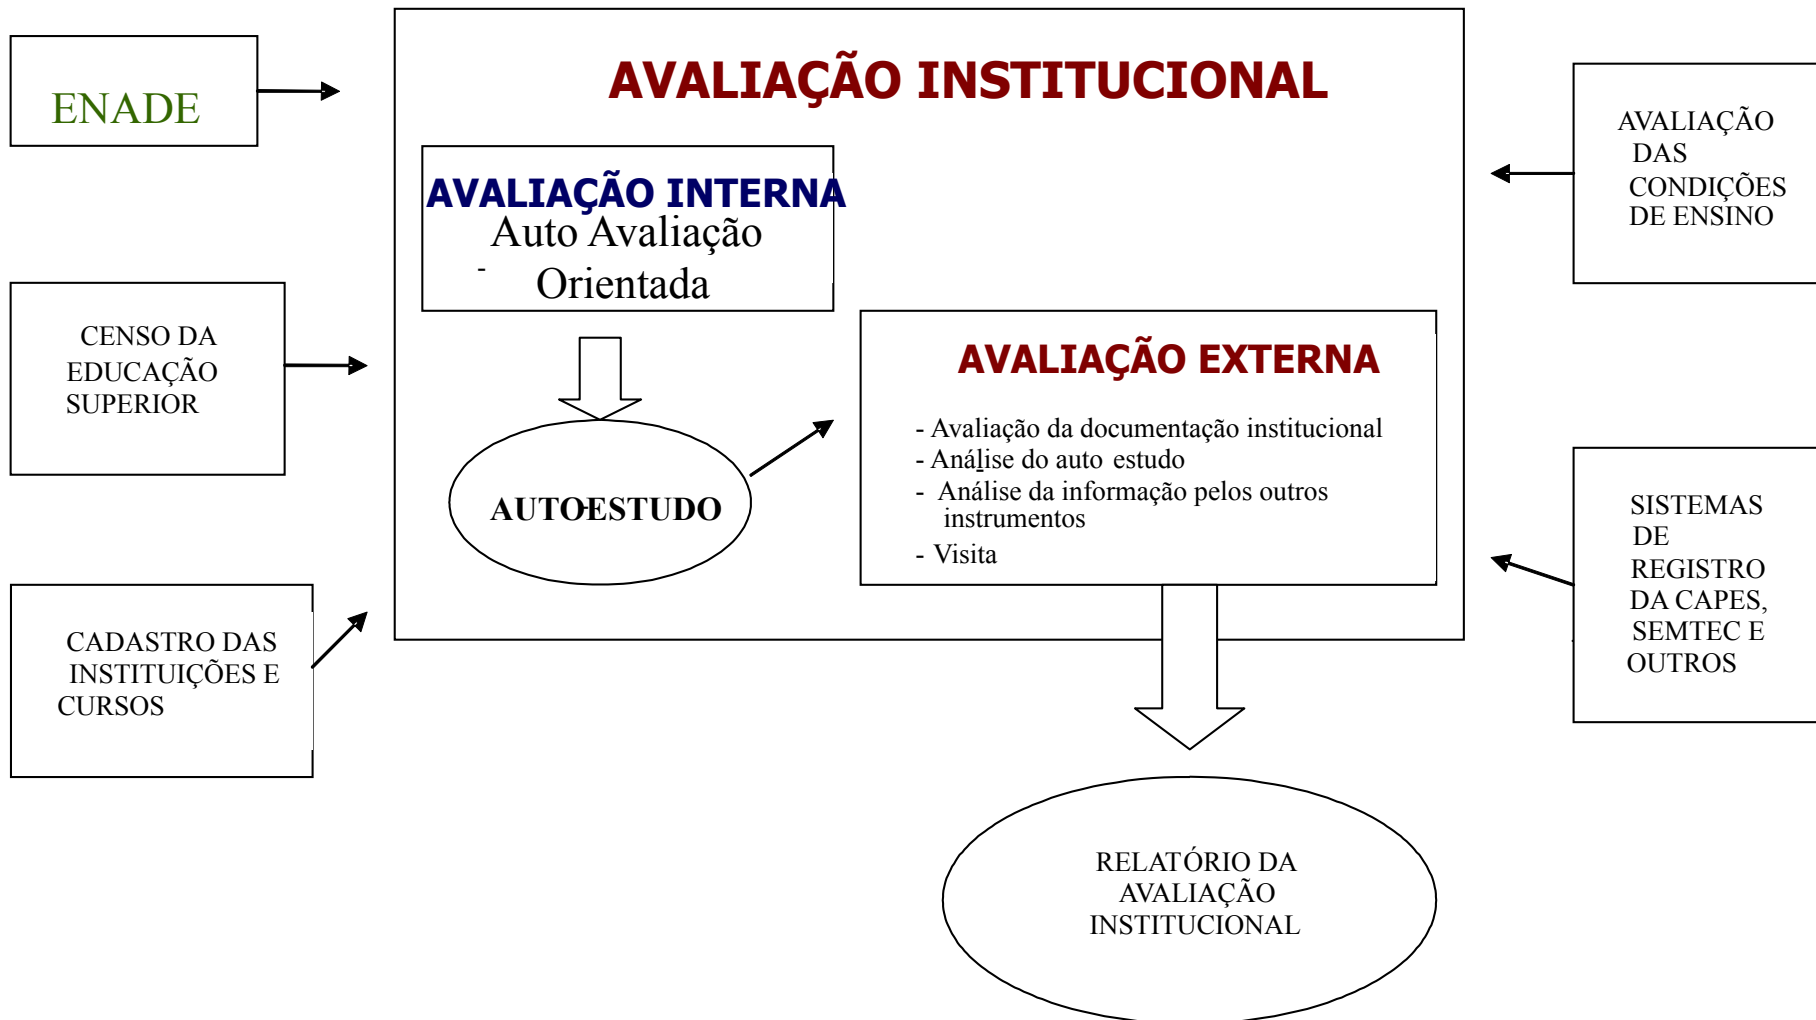 AVALIAÇÃO INSTITUCIONAL
ENADE
AVALIAÇÃO INTERNA
Auto Avaliação
-
Orientada
CENSO DA
EDUCAÇÃO
SUPERIOR
AUTO-ESTUDO
CADASTRO DAS
INSTITUIÇÕES E
CURSOS
AVALIAÇÃO EXTERNA
- Avaliação da documentação institucional
- Análise do auto estudo
- Análise da informação pelos outros
instrumentos
- Visita
AVALIAÇÃO
DAS
CONDIÇÕES
DE ENSINO
SISTEMAS
DE
REGISTRO
DA CAPES,
SEMTEC E
OUTROS
RELATÓRIO DA
AVALIAÇÃO
INSTITUCIONAL